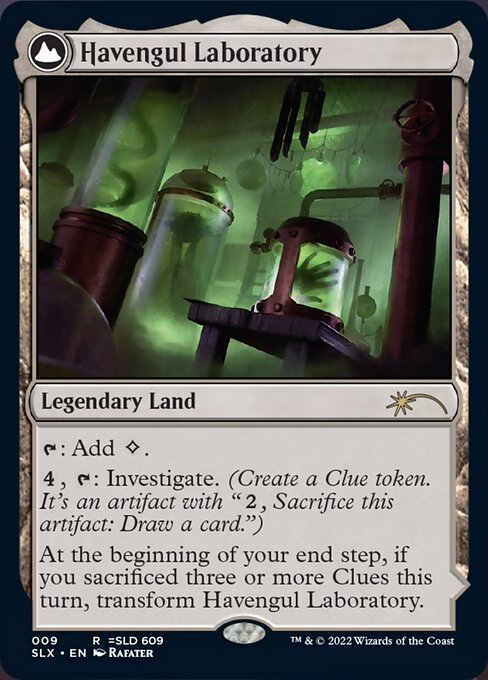 Havengul Laboratory
Legendary Land
: Add .
4, : Investigate. (Create a Clue token.
It's an artifact with “2, Sacrifice this
artifact: Draw a card.”)
At the beginning of your end step, if
you sacrificed three or more Clues this
turn, transform Havengul Laboratory.
009 R =SLD 609
SLX • EN Rafater
™ & © 2022 Wizards of the Coast